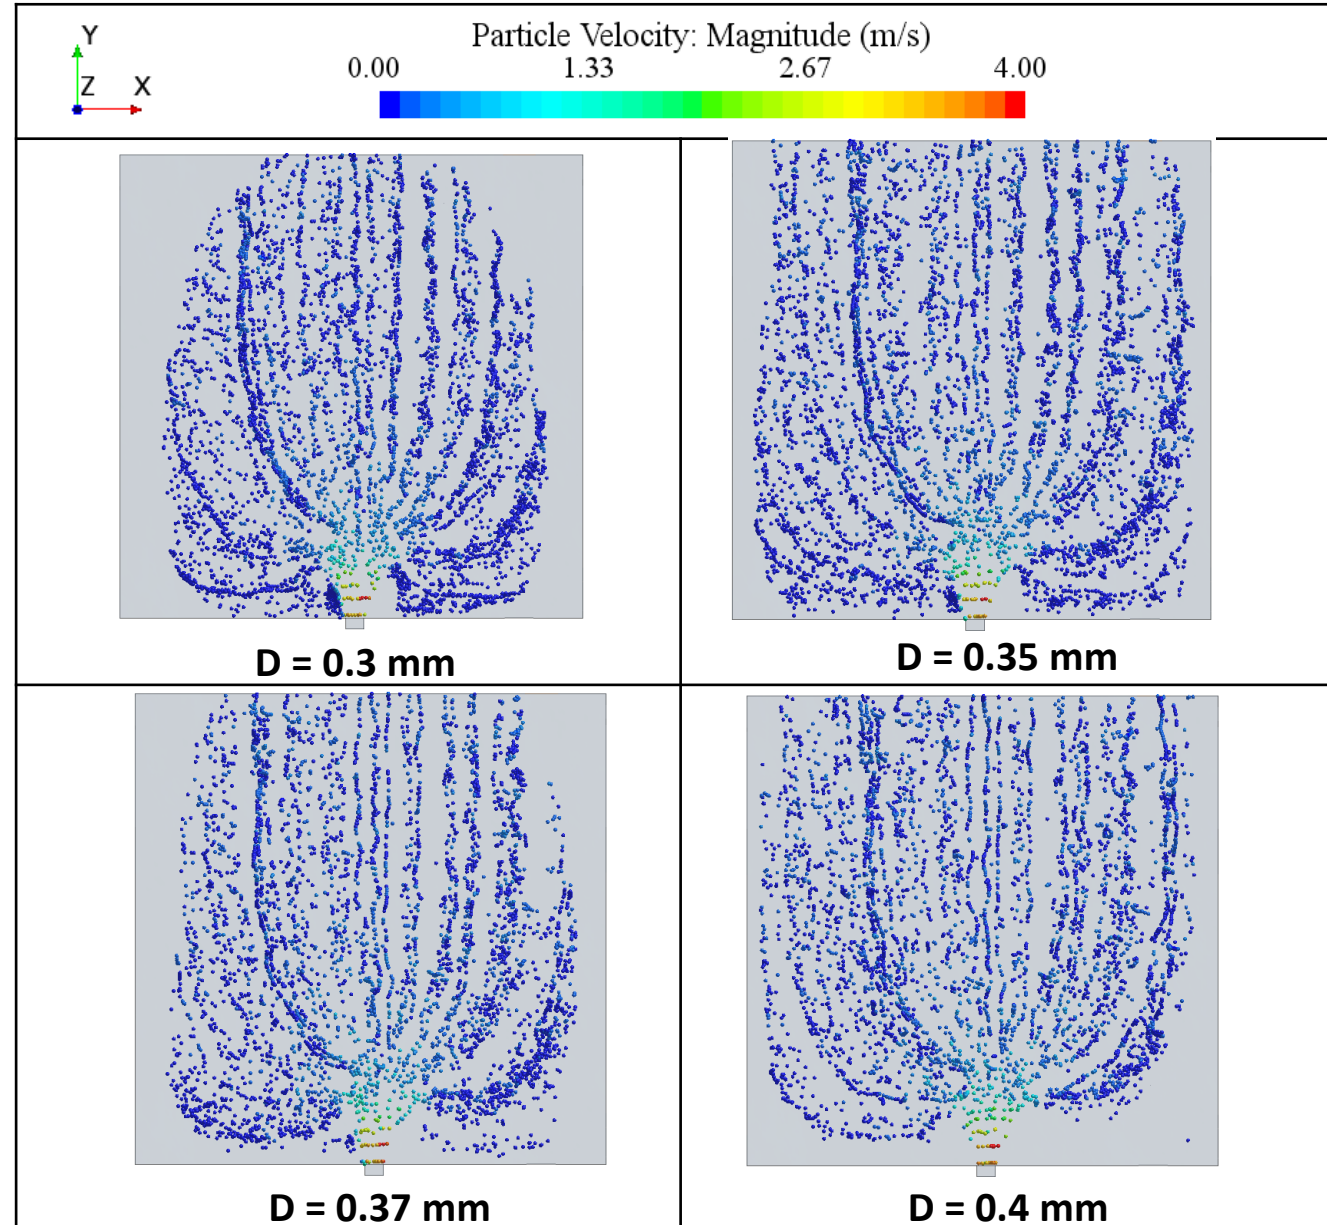 Y
Z X
Particle Velocity: Magnitude (m/s)
0.00 1.33 2.67 4.00
D = 0.3 mm
D = 0.35 mm
D = 0.37 mm
D = 0.4 mm